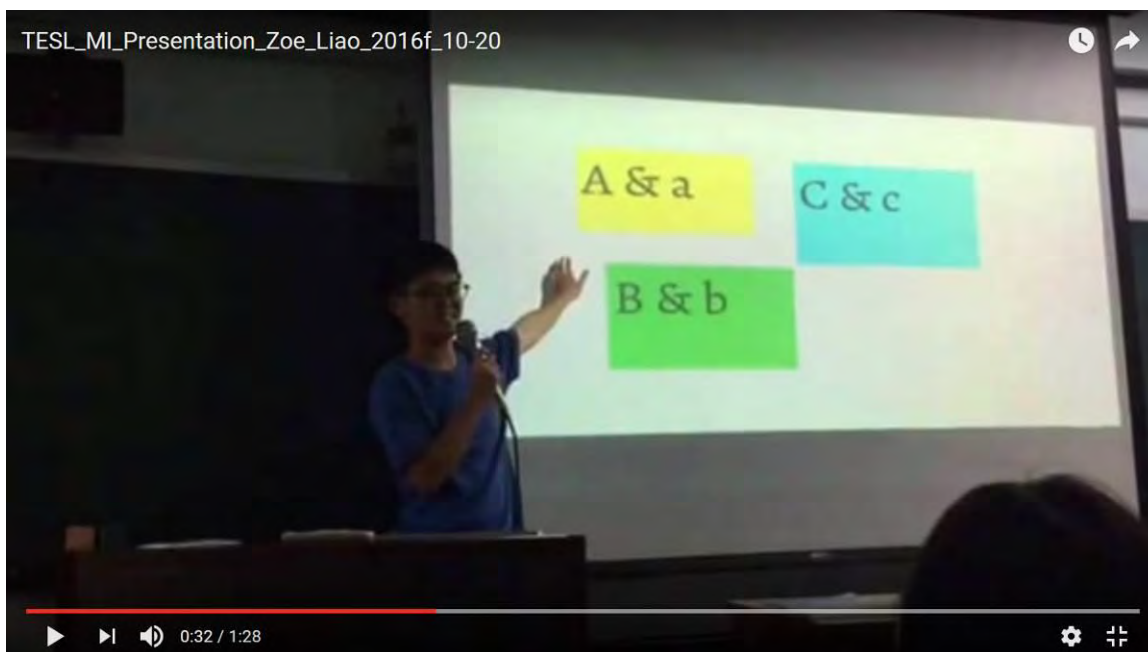 TESL_MI_Presentation_Zoe_Liao_2016f_10-20
A & a
C & c
B & b
0:32 / 1:28